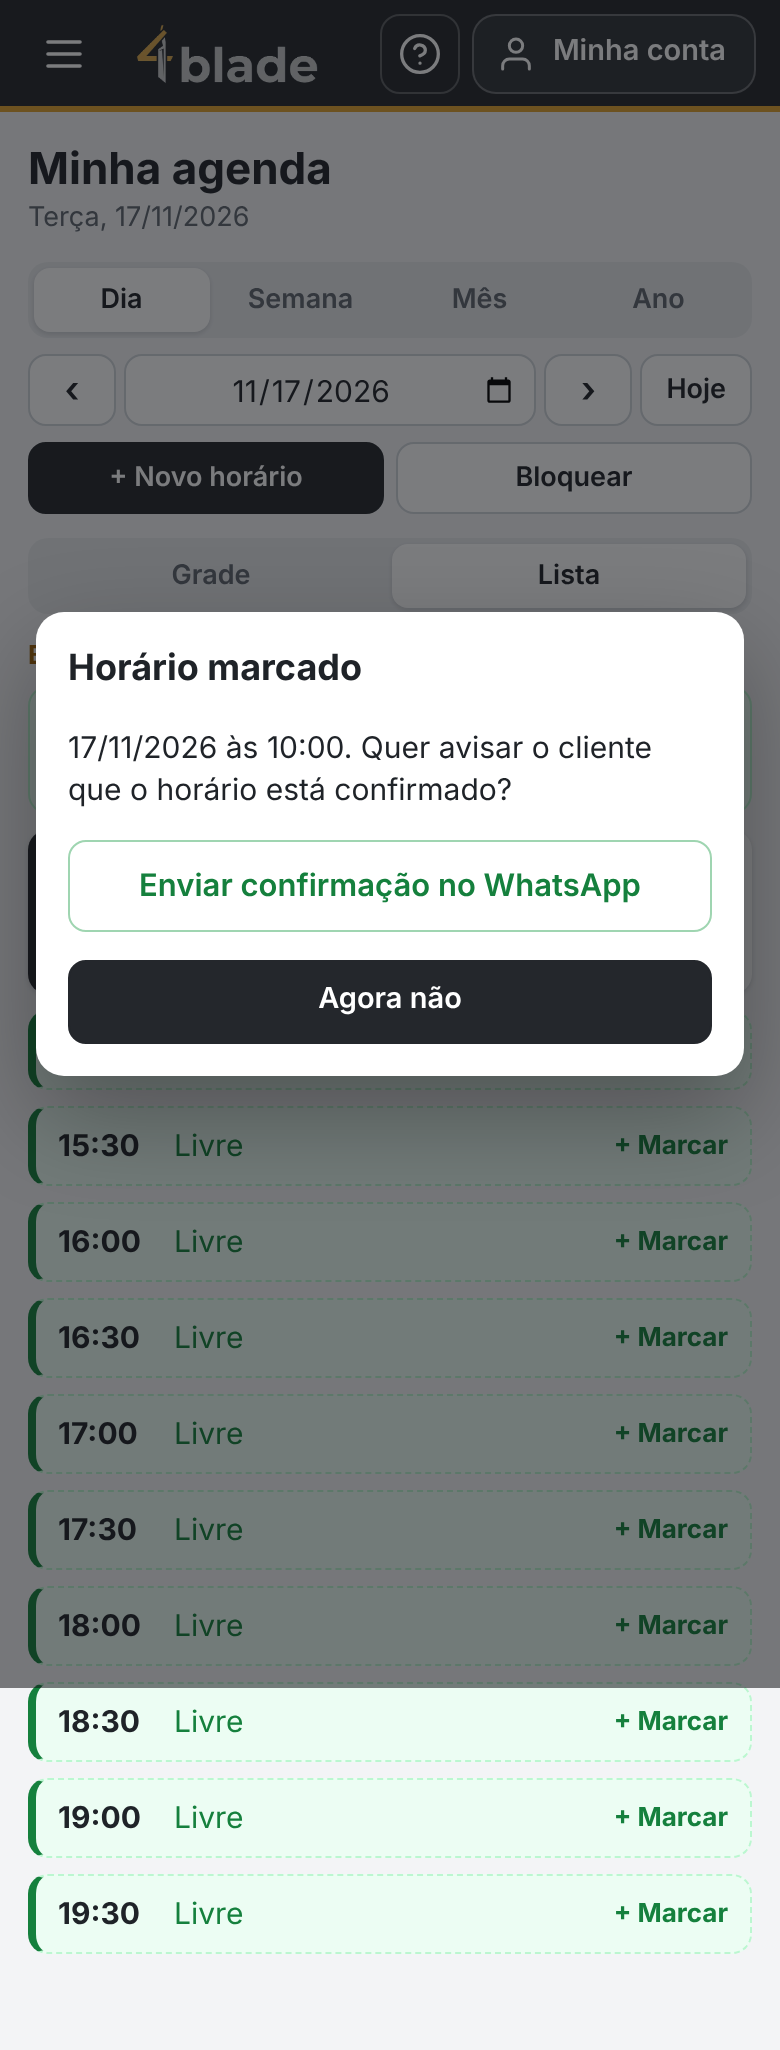 4blade
Minha conta
Minha agenda
Terça, 17/11/2026
Dia
Semana
Mês
Ano
11/17/2026
Hoje
+ Novo horário
Bloquear
Grade
Lista
Horário marcado
17/11/2026 às 10:00. Quer avisar o cliente
que o horário está confirmado?
Enviar confirmação no WhatsApp
Agora não
15:30 Livre + Marcar
16:00 Livre + Marcar
16:30 Livre + Marcar
17:00 Livre + Marcar
17:30 Livre + Marcar
18:00 Livre + Marcar
18:30 Livre + Marcar
19:00 Livre + Marcar
19:30 Livre + Marcar